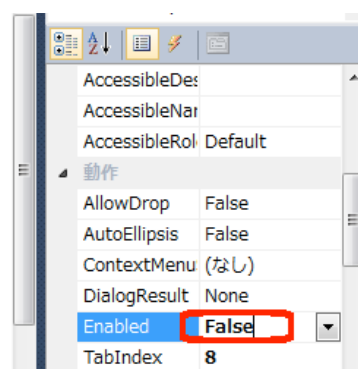 AccessibleDes
AccessibleNar
AccessibleRol Default
動作
AllowDrop False
AutoEllipsis False
ContextMenu: (なし)
DialogResult None
Enabled False
TabIndex 8